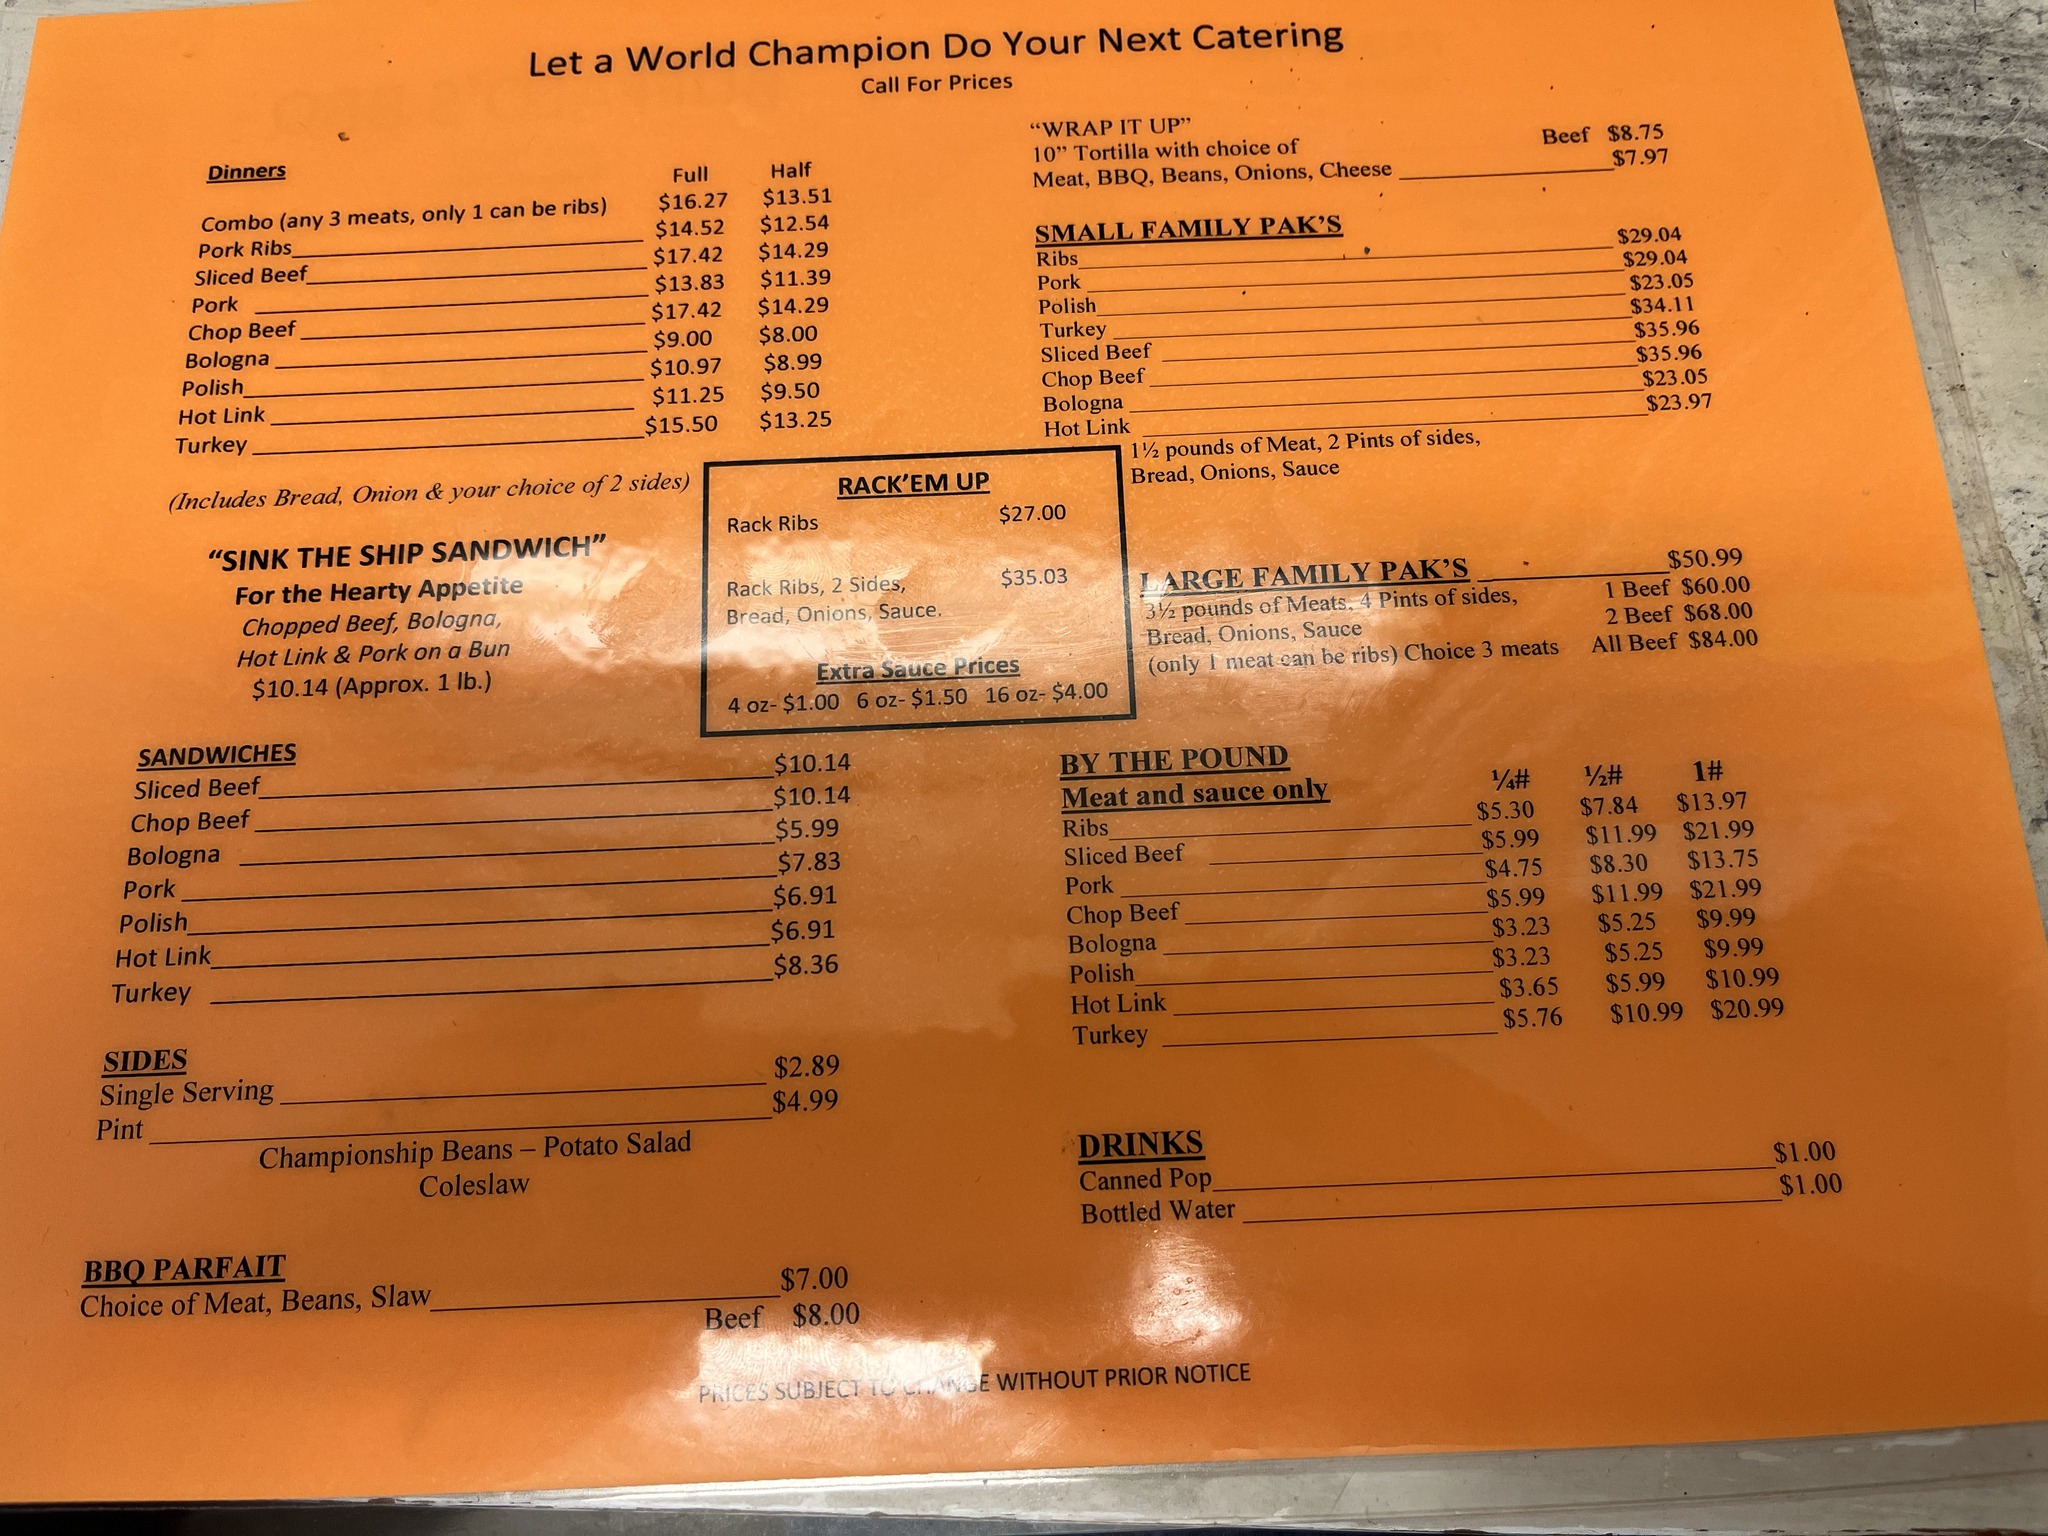 Let a World Champion Do Your Next Catering
Call For Prices
Dinners Full Half
Combo (any 3 meats, only 1 can be ribs) $16.27 $13.51
Pork Ribs $14.52 $12.54
Sliced Beef $17.42 $14.29
Pork $13.83 $11.39
Chop Beef $17.42 $14.29
Bologna $9.00 $8.00
Polish $10.97 $8.99
Hot Link $11.25 $9.50
Turkey $15.50 $13.25
(Includes Bread, Onion & your choice of 2 sides)
"SINK THE SHIP SANDWICH"
For the Hearty Appetite
Chopped Beef, Bologna,
Hot Link & Pork on a Bun
$10.14 (Approx. 1 lb.)
RACK'EM UP
Rack Ribs $27.00
Rack Ribs, 2 Sides, $35.03
Bread, Onions, Sauce.
Extra Sauce Prices
4 oz- $1.00 6 oz- $1.50 16 oz- $4.00
SANDWICHES
Sliced Beef $10.14
Chop Beef $10.14
Bologna $5.99
Pork $7.83
Polish $6.91
Hot Link $6.91
Turkey $8.36
SIDES
Single Serving $2.89
Pint $4.99
Championship Beans – Potato Salad
Coleslaw
BBQ PARFAIT
Choice of Meat, Beans, Slaw $7.00
Beef $8.00
"WRAP IT UP"
10" Tortilla with choice of Beef $8.75
Meat, BBQ, Beans, Onions, Cheese $7.97
SMALL FAMILY PAK'S
Ribs $29.04
Pork $29.04
Polish $23.05
Turkey $34.11
Sliced Beef $35.96
Chop Beef $35.96
Bologna $23.05
Hot Link $23.97
1½ pounds of Meat, 2 Pints of sides,
Bread, Onions, Sauce
LARGE FAMILY PAK'S $50.99
3½ pounds of Meats, 4 Pints of sides, 1 Beef $60.00
Bread, Onions, Sauce 2 Beef $68.00
(only 1 meat can be ribs) Choice 3 meats All Beef $84.00
BY THE POUND
Meat and sauce only ¼# ½# 1#
Ribs $5.30 $7.84 $13.97
Sliced Beef $5.99 $11.99 $21.99
Pork $4.75 $8.30 $13.75
Chop Beef $5.99 $11.99 $21.99
Bologna $3.23 $5.25 $9.99
Polish $3.23 $5.25 $9.99
Hot Link $3.65 $5.99 $10.99
Turkey $5.76 $10.99 $20.99
DRINKS
Canned Pop $1.00
Bottled Water $1.00
PRICES SUBJECT TO CHANGE WITHOUT PRIOR NOTICE